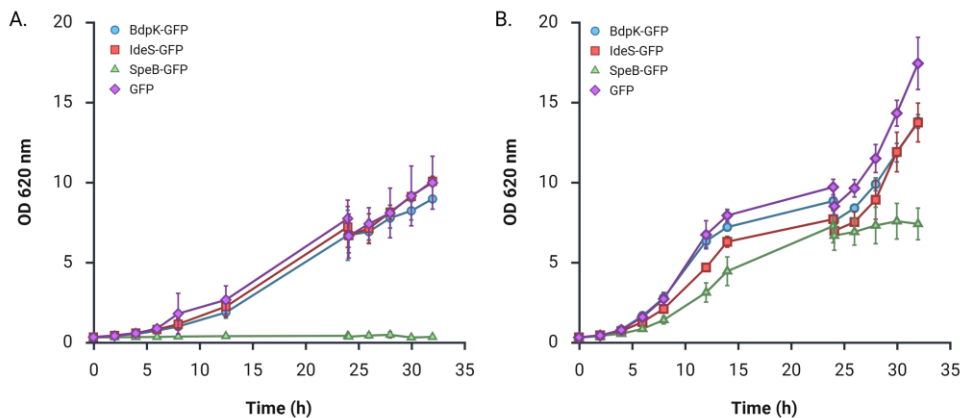 A.
20
15
10
5
0
OD 620 nm
BdpK-GFP
IdeS-GFP
SpeB-GFP
GFP
0 5 10 15 20 25 30 35
Time (h)
B.
20
15
10
5
0
OD 620 nm
BdpK-GFP
IdeS-GFP
SpeB-GFP
GFP
0 5 10 15 20 25 30 35
Time (h)